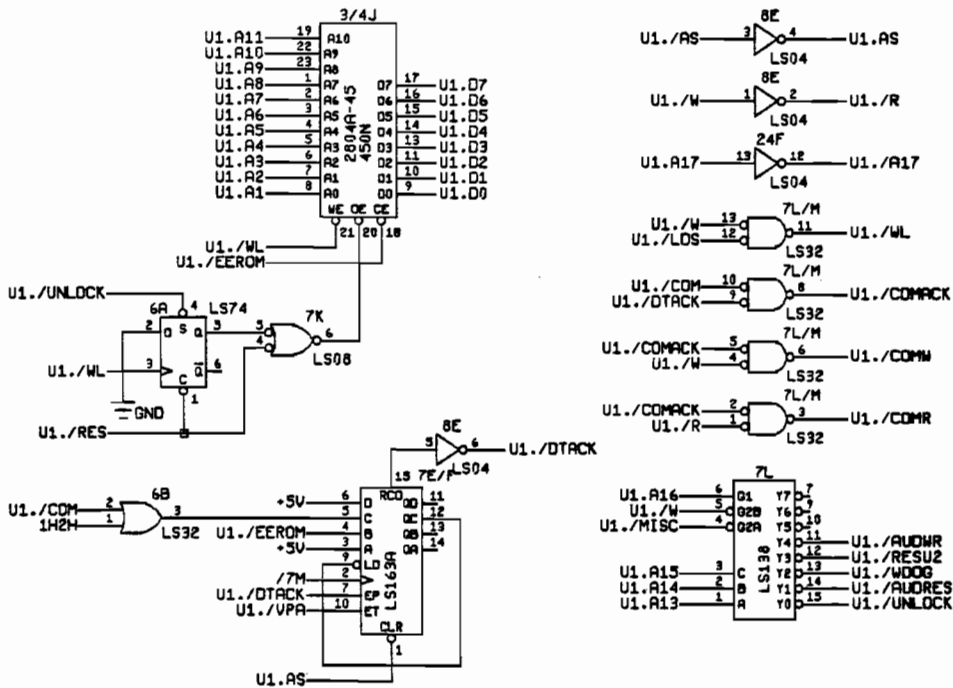 3/4J
U1.A11 19 A10
U1.A10 22 A9
U1.A9 23 A8
U1.A8 1 A7 D7 17 U1.D7
U1.A7 2 A6 D6 16 U1.D6
U1.A6 3 A5 D5 15 U1.D5
U1.A5 4 A4 D4 14 U1.D4
U1.A4 5 A3 D3 13 U1.D3
U1.A3 6 A2 D2 11 U1.D2
U1.A2 7 A1 D1 10 U1.D1
U1.A1 8 A0 D0 9 U1.D0
2804A-45
450N
WE OE CE
21 20 18
U1./WL
U1./EEROM
U1./UNLOCK 4
6A LS74
2 D S Q 5
U1./WL 3 Q 6
C
1
GND
U1./RES
7K
5
4 6
LS08
8E
5 6 U1./DTACK
LS04
6B
U1./COM 2
1H2H 1 3
LS32
15 7E/F
RCO
+5V 6 D QD 11
5 C QC 12
U1./EEROM 4 B QB 13
+5V 3 A QA 14
9 LD
/7M 2
U1./DTACK 7 EP
U1./VPA 10 ET
LS163A
CLR
1
U1.AS
8E
U1./AS 3 4 U1.AS
LS04
8E
U1./W 1 2 U1./R
LS04
24F
U1.A17 13 12 U1./A17
LS04
7L/M
U1./W 13
U1./LDS 12 11 U1./WL
LS32
7L/M
U1./COM 10
U1./DTACK 9 8 U1./COMACK
LS32
7L/M
U1./COMACK 5
U1./W 4 6 U1./COMW
LS32
7L/M
U1./COMACK 2
U1./R 1 3 U1./COMR
LS32
7L
U1.A16 6 G1 Y7 7
U1./W 5 G2B Y6 9
U1./MISC 4 G2A Y5 10
Y4 11 U1./AUDWR
Y3 12 U1./RESU2
U1.A15 3 C Y2 13 U1./WDOG
U1.A14 2 B Y1 14 U1./AUDRES
U1.A13 1 A Y0 15 U1./UNLOCK
LS138